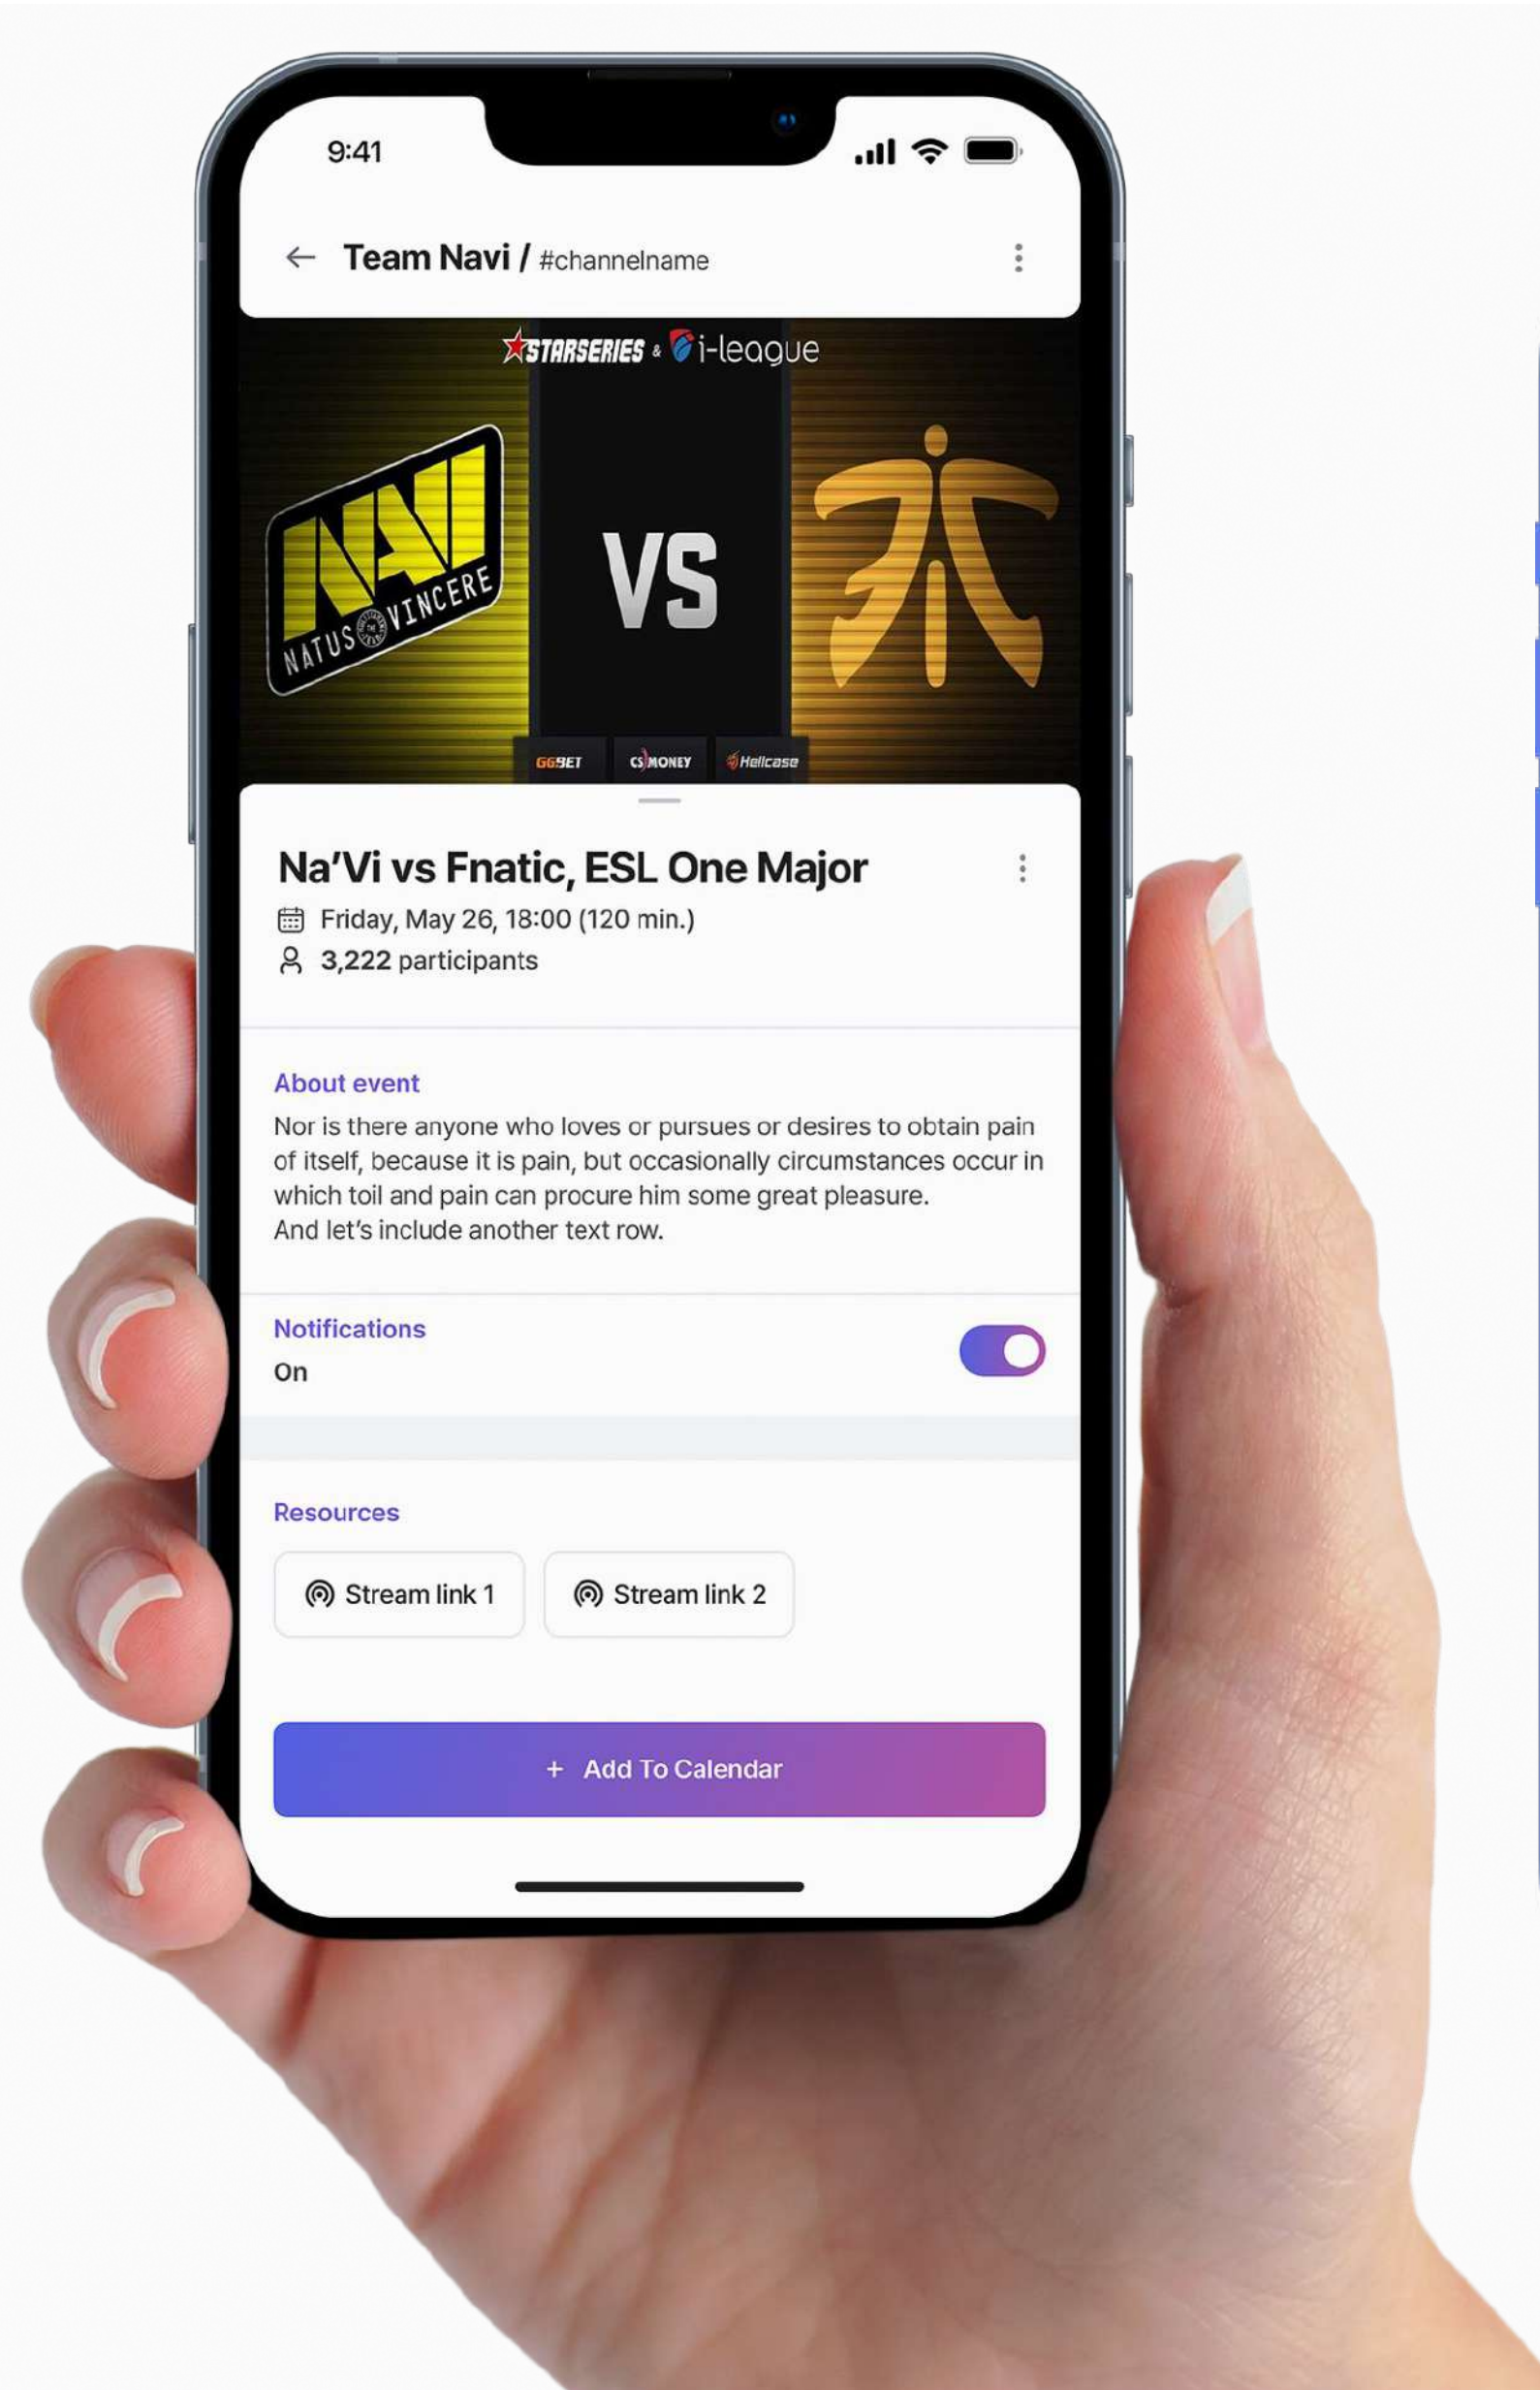 9:41
Team Navi / #channelname
STARSERIES & i-league
NAVI
NATUS VINCERE
VS
GGBET CS MONEY Hellcase
Na’Vi vs Fnatic, ESL One Major
Friday, May 26, 18:00 (120 min.)
3,222 participants
About event
Nor is there anyone who loves or pursues or desires to obtain pain
of itself, because it is pain, but occasionally circumstances occur in
which toil and pain can procure him some great pleasure.
And let’s include another text row.
Notifications
On
Resources
Stream link 1 Stream link 2
+ Add To Calendar